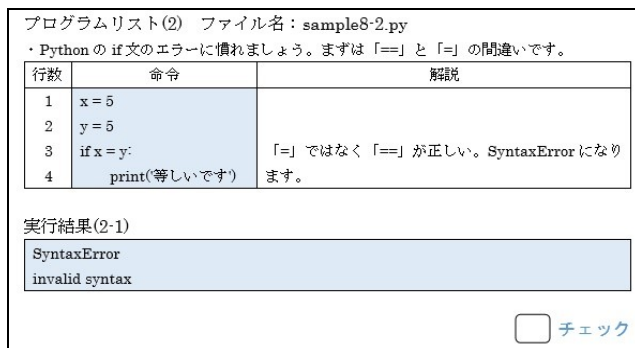 プログラムリスト(2) ファイル名：sample8-2.py
・Python の if 文のエラーに慣れましょう。まずは「==」と「=」の間違いです。
行数 命令 解説
1 x = 5
2 y = 5
3 if x = y: 「=」ではなく「==」が正しい。SyntaxError になり
4 print('等しいです') ます。
実行結果(2-1)
SyntaxError
invalid syntax
チェック